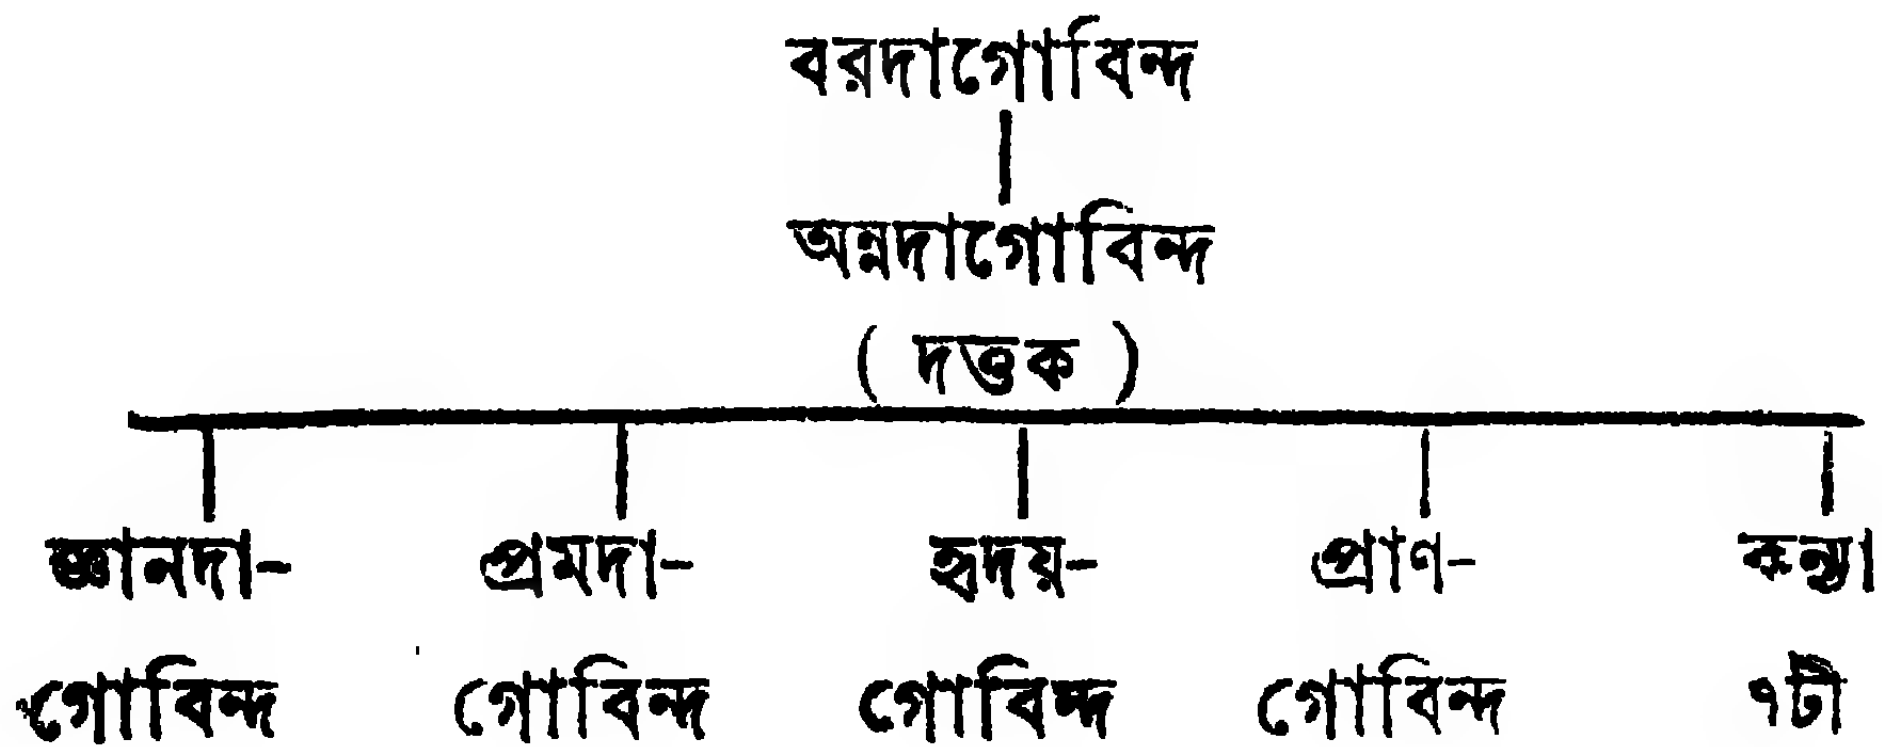 বরদাগোবিন্দ
অন্নদাগোবিন্দ
( দত্তক )
জ্ঞানদা- প্রমদা- হৃদয়- প্রাণ- কন্যা
গোবিন্দ গোবিন্দ গোবিন্দ গোবিন্দ ৭টী